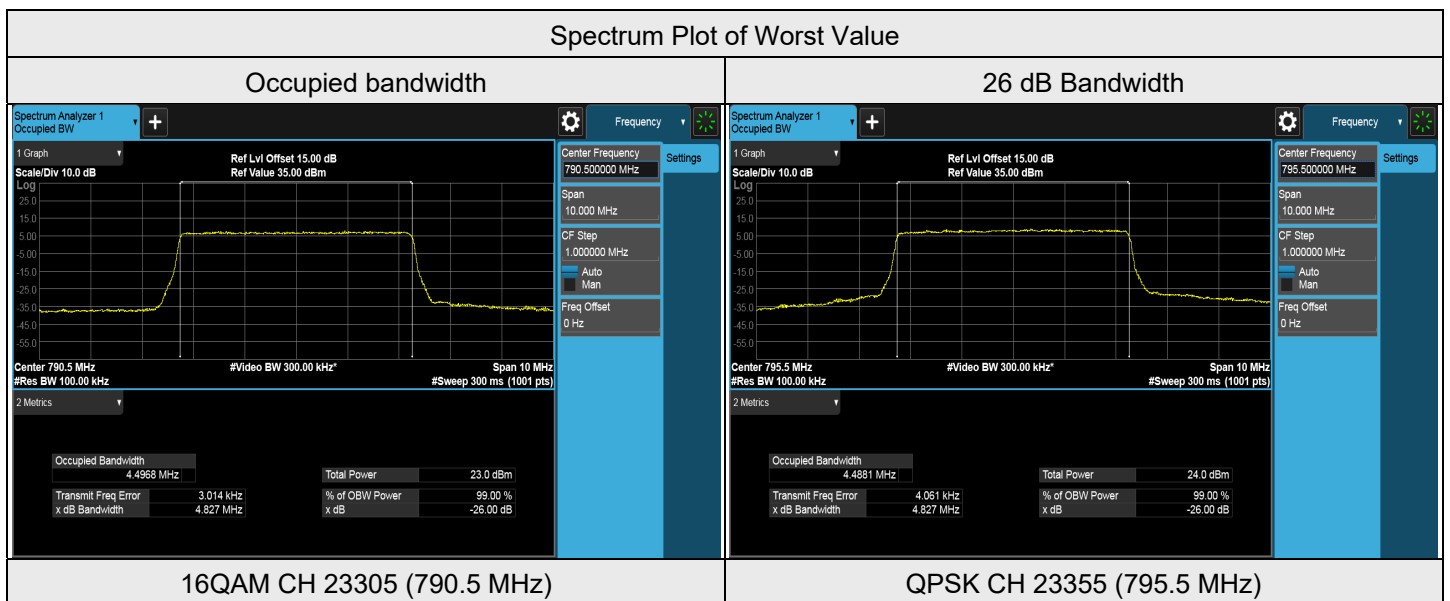 Spectrum Plot of Worst Value
Occupied bandwidth
26 dB Bandwidth
Spectrum Analyzer 1
Occupied BW
+
Frequency
1 Graph
Ref Lvl Offset 15.00 dB
Scale/Div 10.0 dB
Ref Value 35.00 dBm
Log
25.0
15.0
5.00
-5.00
-15.0
-25.0
-35.0
-45.0
-55.0
Center 790.5 MHz
#Video BW 300.00 kHz*
Span 10 MHz
#Res BW 100.00 kHz
#Sweep 300 ms (1001 pts)
Center Frequency
790.500000 MHz
Settings
Span
10.000 MHz
CF Step
1.000000 MHz
Auto
Man
Freq Offset
0 Hz
2 Metrics
Occupied Bandwidth
4.4968 MHz
Total Power 23.0 dBm
Transmit Freq Error 3.014 kHz
% of OBW Power 99.00 %
x dB Bandwidth 4.827 MHz
x dB -26.00 dB
Spectrum Analyzer 1
Occupied BW
+
Frequency
1 Graph
Ref Lvl Offset 15.00 dB
Scale/Div 10.0 dB
Ref Value 35.00 dBm
Log
25.0
15.0
5.00
-5.00
-15.0
-25.0
-35.0
-45.0
-55.0
Center 795.5 MHz
#Video BW 300.00 kHz*
Span 10 MHz
#Res BW 100.00 kHz
#Sweep 300 ms (1001 pts)
Center Frequency
795.500000 MHz
Settings
Span
10.000 MHz
CF Step
1.000000 MHz
Auto
Man
Freq Offset
0 Hz
2 Metrics
Occupied Bandwidth
4.4881 MHz
Total Power 24.0 dBm
Transmit Freq Error 4.061 kHz
% of OBW Power 99.00 %
x dB Bandwidth 4.827 MHz
x dB -26.00 dB
16QAM CH 23305 (790.5 MHz)
QPSK CH 23355 (795.5 MHz)